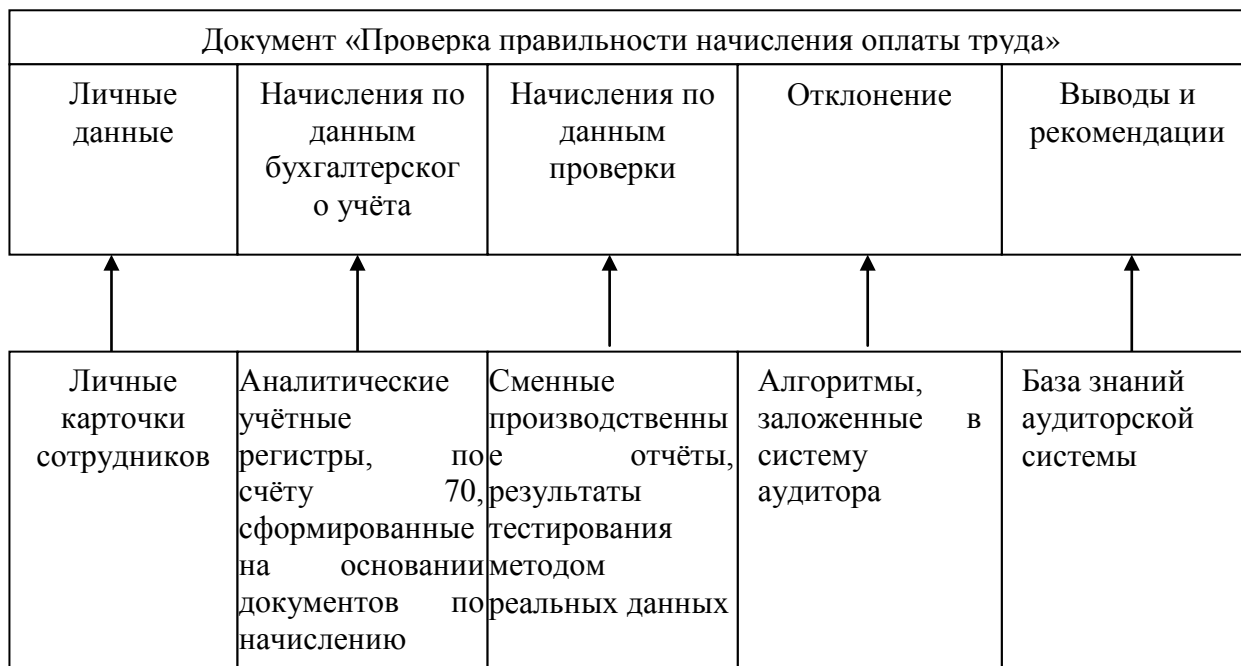 Документ «Проверка правильности начисления оплаты труда»
Личные
данные
Начисления по
данным
бухгалтерског
о учёта
Начисления по
данным
проверки
Отклонение
Выводы и
рекомендации
Личные
карточки
сотрудников
Аналитические
учётные
регистры, по
счёту 70,
сформированные
на основании
документов по
начислению
Сменные
производственны
е отчёты,
результаты
тестирования
методом
реальных данных
Алгоритмы,
заложенные в
систему
аудитора
База знаний
аудиторской
системы